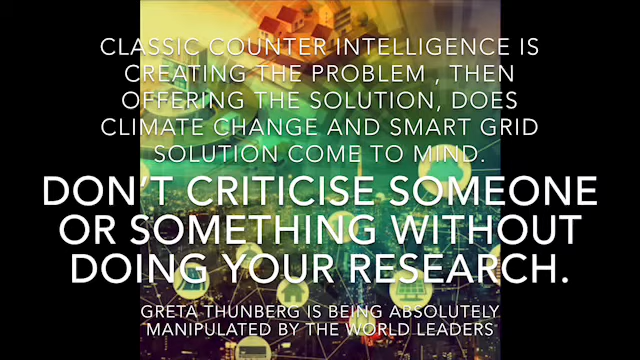 CLASSIC COUNTER INTELLIGENCE IS
CREATING THE PROBLEM , THEN
OFFERING THE SOLUTION, DOES
CLIMATE CHANGE AND SMART GRID
SOLUTION COME TO MIND.
DON'T CRITICISE SOMEONE
OR SOMETHING WITHOUT
DOING YOUR RESEARCH.
GRETA THUNBERG IS BEING ABSOLUTELY
MANIPULATED BY THE WORLD LEADERS